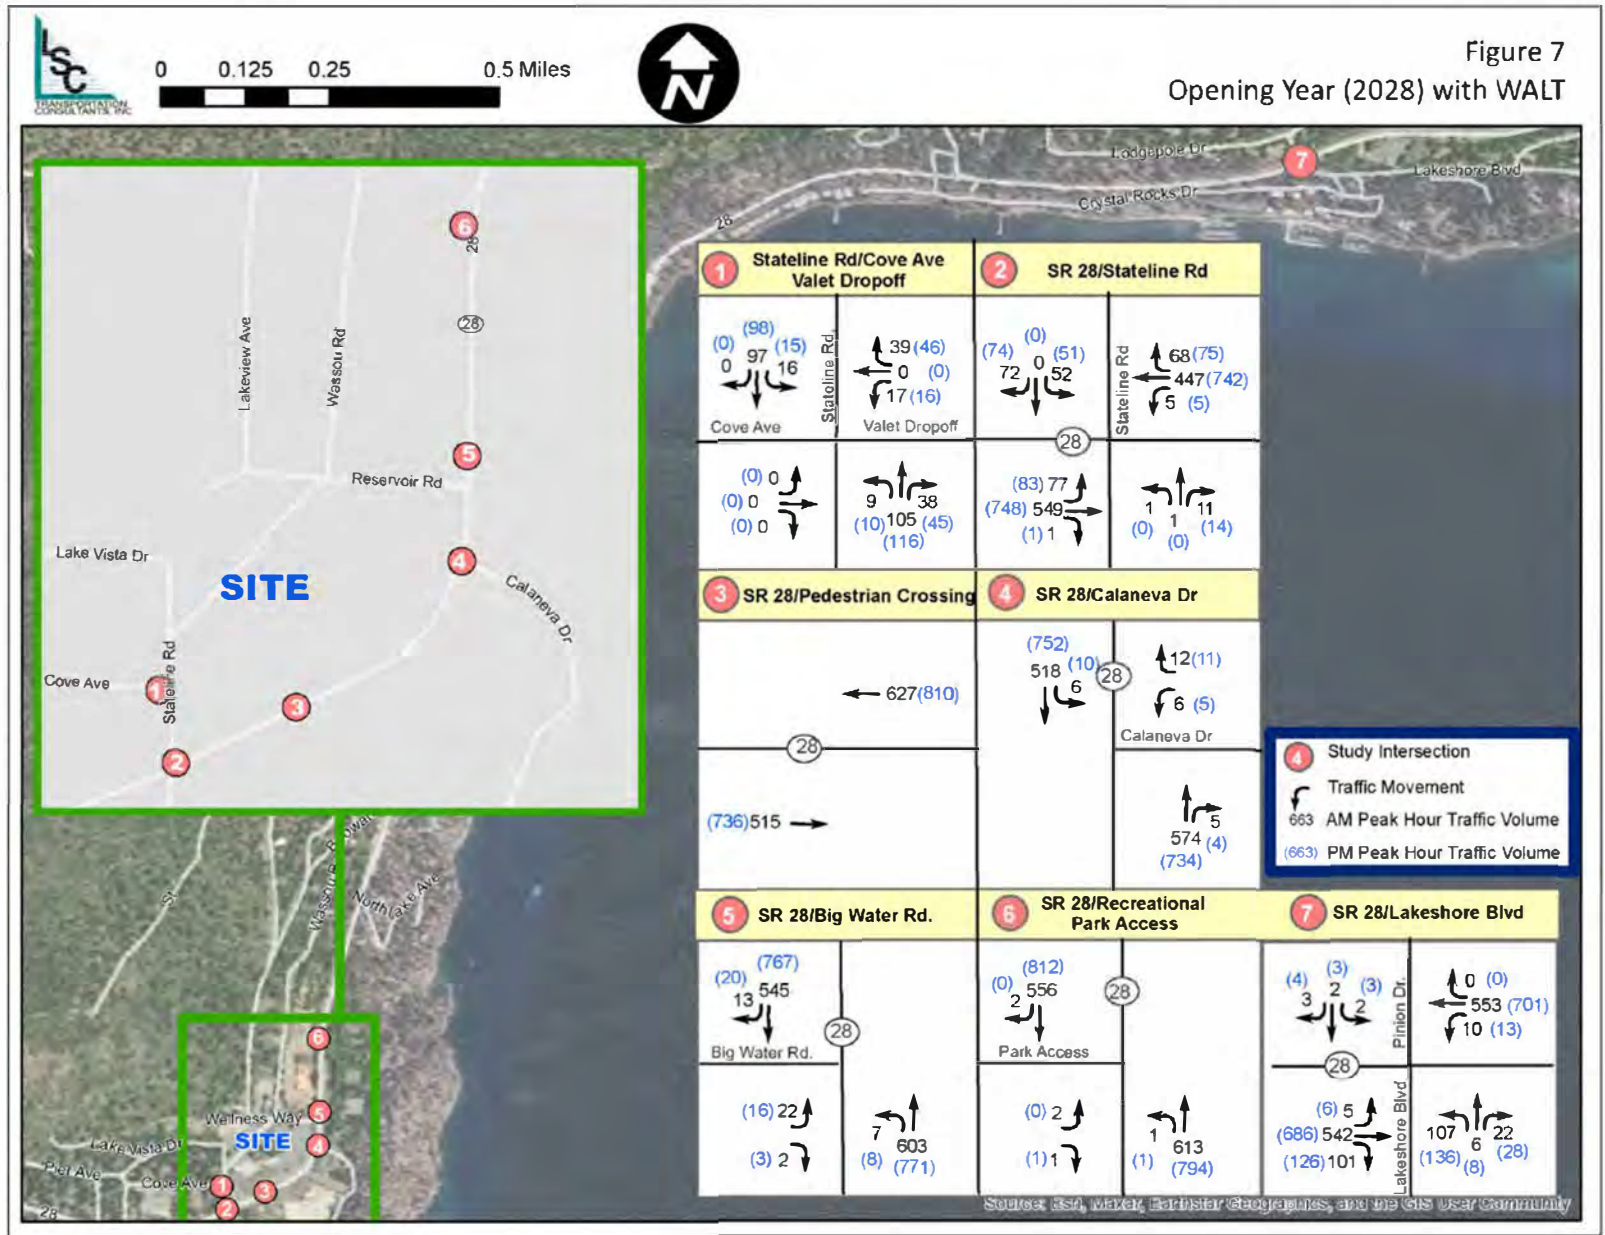 LSC
TRANSPORTATION
CONSULTANTS, INC.
0 0.125 0.25 0.5 Miles
N
Figure 7
Opening Year (2028) with WALT
Lodgepole Dr
7
Lakeshore Blvd
Crystal Rocks Dr
28
6
28
28
Lakeview Ave
Wassou Rd
5
Reservoir Rd
4
Lake Vista Dr
SITE
Calaneva Dr
Stateline Rd
Cove Ave
1
3
2
1 Stateline Rd/Cove Ave
Valet Dropoff
(0) (98) (15)
0 97 16
Stateline Rd
39 (46)
0 (0)
17 (16)
Cove Ave
Valet Dropoff
(0) 0
(0) 0
(0) 0
9 105 38
(10) (116) (45)
2 SR 28/Stateline Rd
(74) (0) (51)
72 0 52
Stateline Rd
68 (75)
447 (742)
5 (5)
28
(83) 77
(748) 549
(1) 1
1 1 11
(0) (0) (14)
3 SR 28/Pedestrian Crossing
627 (810)
28
(736) 515
4 SR 28/Calaneva Dr
(752) (10)
518 6
28
12 (11)
6 (5)
Calaneva Dr
574 5
(734) (4)
4 Study Intersection
Traffic Movement
663 AM Peak Hour Traffic Volume
(663) PM Peak Hour Traffic Volume
5 SR 28/Big Water Rd.
(20) (767)
13 545
28
Big Water Rd.
(16) 22
(3) 2
7 603
(8) (771)
6 SR 28/Recreational
Park Access
(0) (812)
2 556
28
Park Access
(0) 2
(1) 1
1 613
(1) (794)
7 SR 28/Lakeshore Blvd
(4) (3) (3)
3 2 2
Pinion Dr.
0 (0)
553 (701)
10 (13)
28
(6) 5
(686) 542
(126) 101
Lakeshore Blvd
107 6 22
(136) (8) (28)
St
Wassou R
North Lake Ave
6
Wellness Way
5
SITE
4
Lake Vista Dr
Piet Ave
Cove Ave
1
3
2
28
Source: Esri, Maxar, Earthstar Geographics, and the GIS User Community